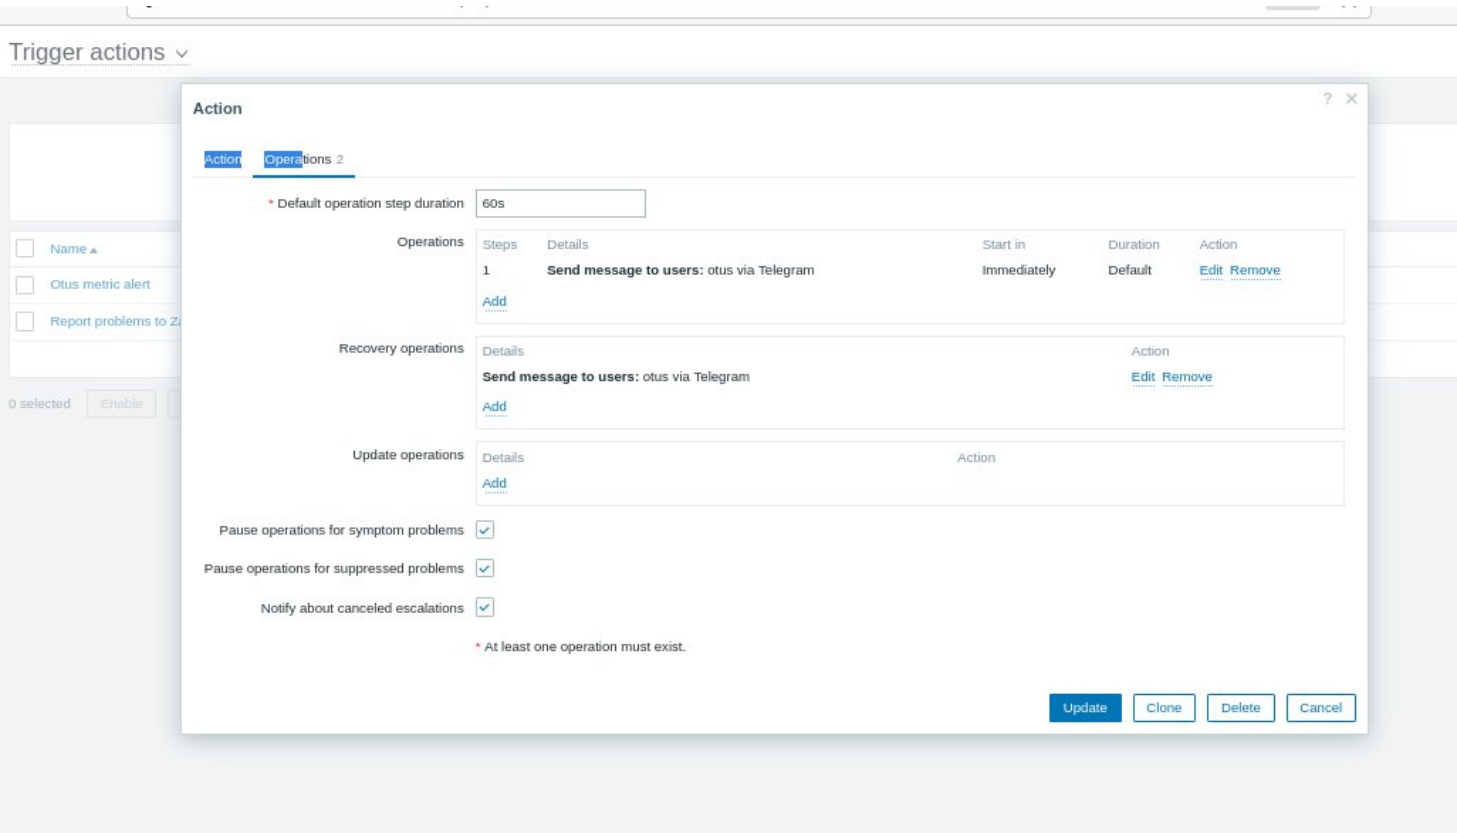 Trigger actions
Action
? ×
Action Operations 2
* Default operation step duration 60s
Operations Steps Details Start in Duration Action
1 Send message to users: otus via Telegram Immediately Default Edit Remove
Add
Recovery operations Details Action
Send message to users: otus via Telegram Edit Remove
Add
Update operations Details Action
Add
Pause operations for symptom problems
Pause operations for suppressed problems
Notify about canceled escalations
* At least one operation must exist.
Update Clone Delete Cancel
Name
Otus metric alert
Report problems to Za
0 selected Enable